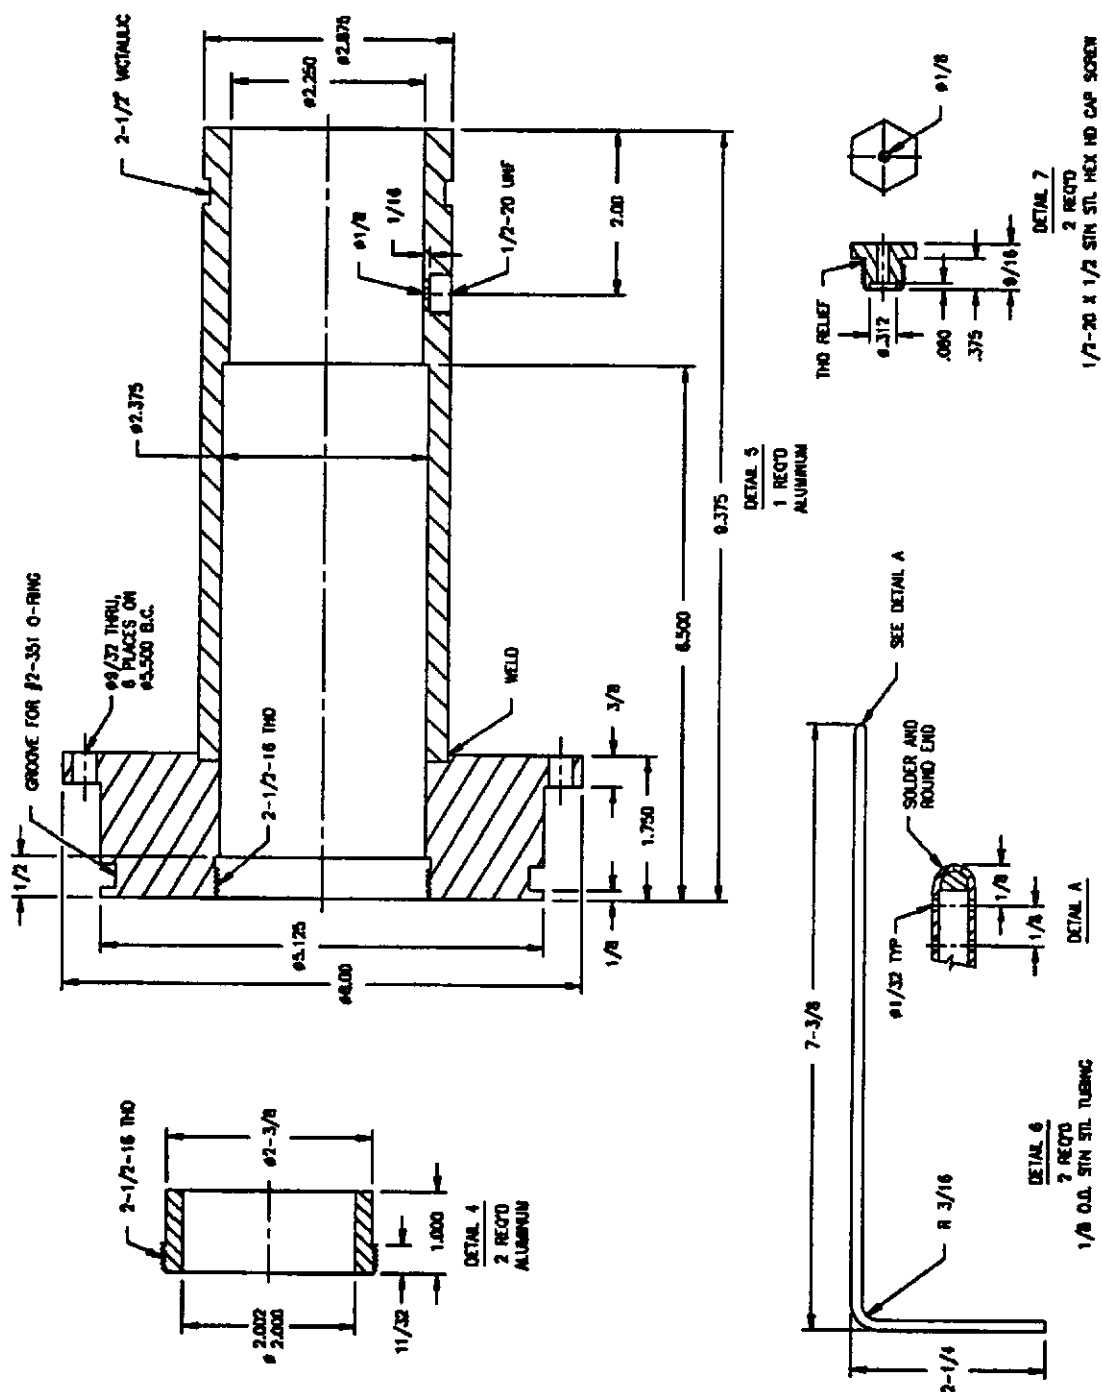 2-1/2" VICTAULIC
ø2.875
ø2.250
ø1/8
1/16
1/2-20 UNF
2.00
ø2.375
6.500
9.375
GROOVE FOR #2-351 O-RING
ø9/32 THRU,
8 PLACES ON
ø5.500 B.C.
WELD
3/8
1.750
2-1/2-16 THD
1/2
1/8
ø5.125
ø6.00
DETAIL 5
1 REQ'D
ALUMINUM
2-1/2-16 THD
ø2-3/8
1.000
11/32
ø 2.002
2.000
DETAIL 4
2 REQ'D
ALUMINUM
ø1/8
THD RELIEF
ø.312
.080
.375
9/16
DETAIL 7
2 REQ'D
1/2-20 X 1/2 STN STL HEX HD CAP SCREW
7-3/8
SEE DETAIL A
SOLDER AND
ROUND END
ø1/32 TYP
1/8
1/8
DETAIL A
R 3/16
2-1/4
DETAIL 6
2 REQ'D
1/8 O.D. STN STL TUBING